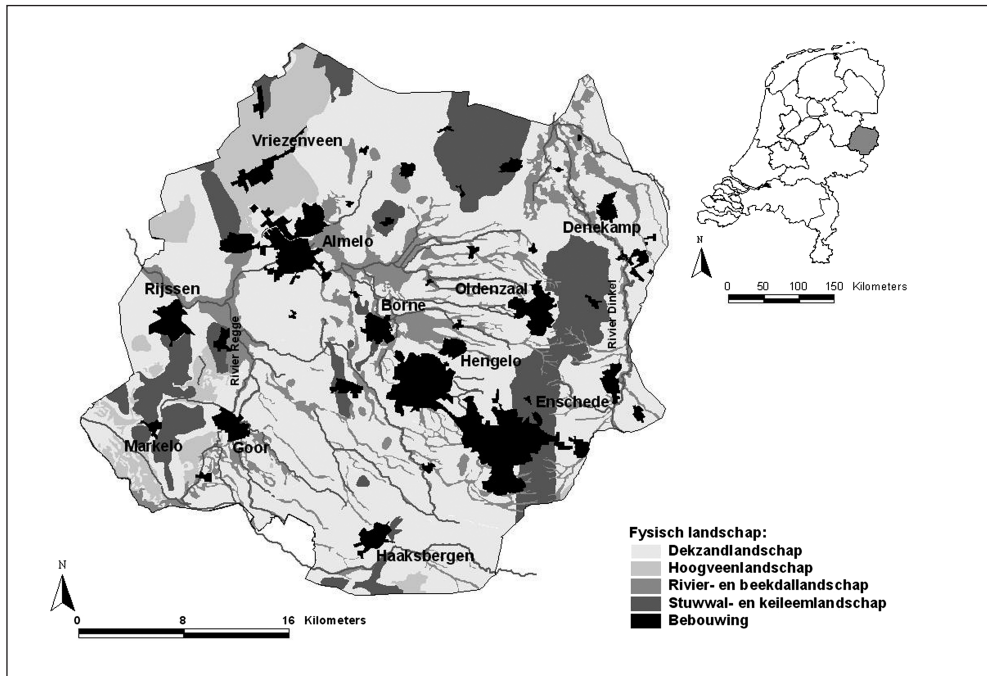 Vriezenveen
Denekamp
Almelo
Rijssen
Oldenzaal
Borne
Rivier Dinkel
Rivier Regge
Hengelo
Enschede
Markelo
Goor
Haaksbergen
N
0 50 100 150 Kilometers
N
0 8 16 Kilometers
Fysisch landschap:
Dekzandlandschap
Hoogveenlandschap
Rivier- en beekdallandschap
Stuwwal- en keileemlandschap
Bebouwing